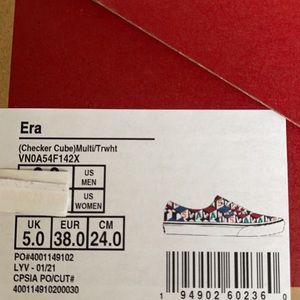 Era
(Checker Cube)Multi/Trwht
VN0A54F142X
US
MEN
US
WOMEN
UK
5.0
EUR
38.0
CM
24.0
PO#4001149102
LYV - 01/21
CPSIA PO/CUT#
400114910200030
1 94902 60236 0